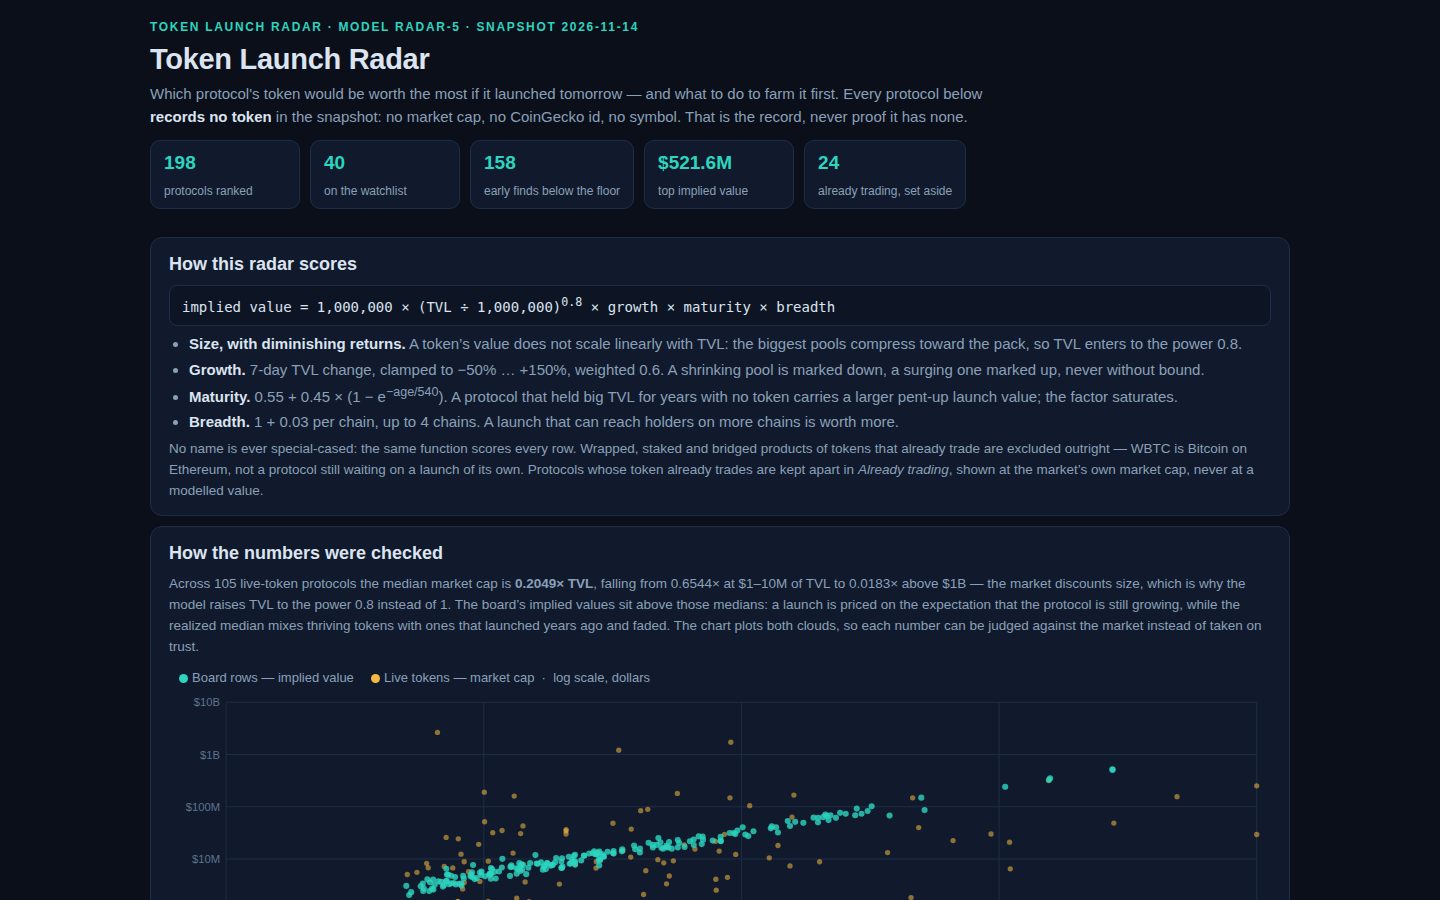 TOKEN LAUNCH RADAR · MODEL RADAR-5 · SNAPSHOT 2026-11-14
Token Launch Radar
Which protocol's token would be worth the most if it launched tomorrow — and what to do to farm it first. Every protocol below
records no token in the snapshot: no market cap, no CoinGecko id, no symbol. That is the record, never proof it has none.
198
protocols ranked
40
on the watchlist
158
early finds below the floor
$521.6M
top implied value
24
already trading, set aside
How this radar scores
implied value = 1,000,000 × (TVL ÷ 1,000,000)^0.8 × growth × maturity × breadth
• Size, with diminishing returns. A token’s value does not scale linearly with TVL: the biggest pools compress toward the pack, so TVL enters to the power 0.8.
• Growth. 7-day TVL change, clamped to −50% … +150%, weighted 0.6. A shrinking pool is marked down, a surging one marked up, never without bound.
• Maturity. 0.55 + 0.45 × (1 − e^−age/540). A protocol that held big TVL for years with no token carries a larger pent-up launch value; the factor saturates.
• Breadth. 1 + 0.03 per chain, up to 4 chains. A launch that can reach holders on more chains is worth more.
No name is ever special-cased: the same function scores every row. Wrapped, staked and bridged products of tokens that already trade are excluded outright — WBTC is Bitcoin on
Ethereum, not a protocol still waiting on a launch of its own. Protocols whose token already trades are kept apart in Already trading, shown at the market’s own market cap, never at a
modelled value.
How the numbers were checked
Across 105 live-token protocols the median market cap is 0.2049× TVL, falling from 0.6544× at $1–10M of TVL to 0.0183× above $1B — the market discounts size, which is why the
model raises TVL to the power 0.8 instead of 1. The board’s implied values sit above those medians: a launch is priced on the expectation that the protocol is still growing, while the
realized median mixes thriving tokens with ones that launched years ago and faded. The chart plots both clouds, so each number can be judged against the market instead of taken on
trust.
Board rows — implied value Live tokens — market cap · log scale, dollars
$10B
$1B
$100M
$10M